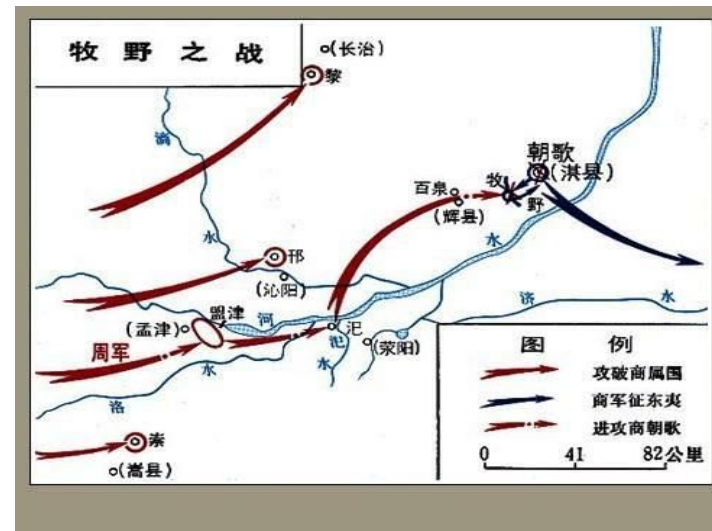 牧野之战
(长治)
黎
漓
水
朝歌
(淇县)
牧
野
百泉
(辉县)
水
邘
(沁阳)
盟津
(孟津)
河
汜
汜
水
(荥阳)
济
水
周军
洛
水
(嵩县)
图 例
攻破商属国
商军征东夷
进攻商朝歌
0 41 82公里